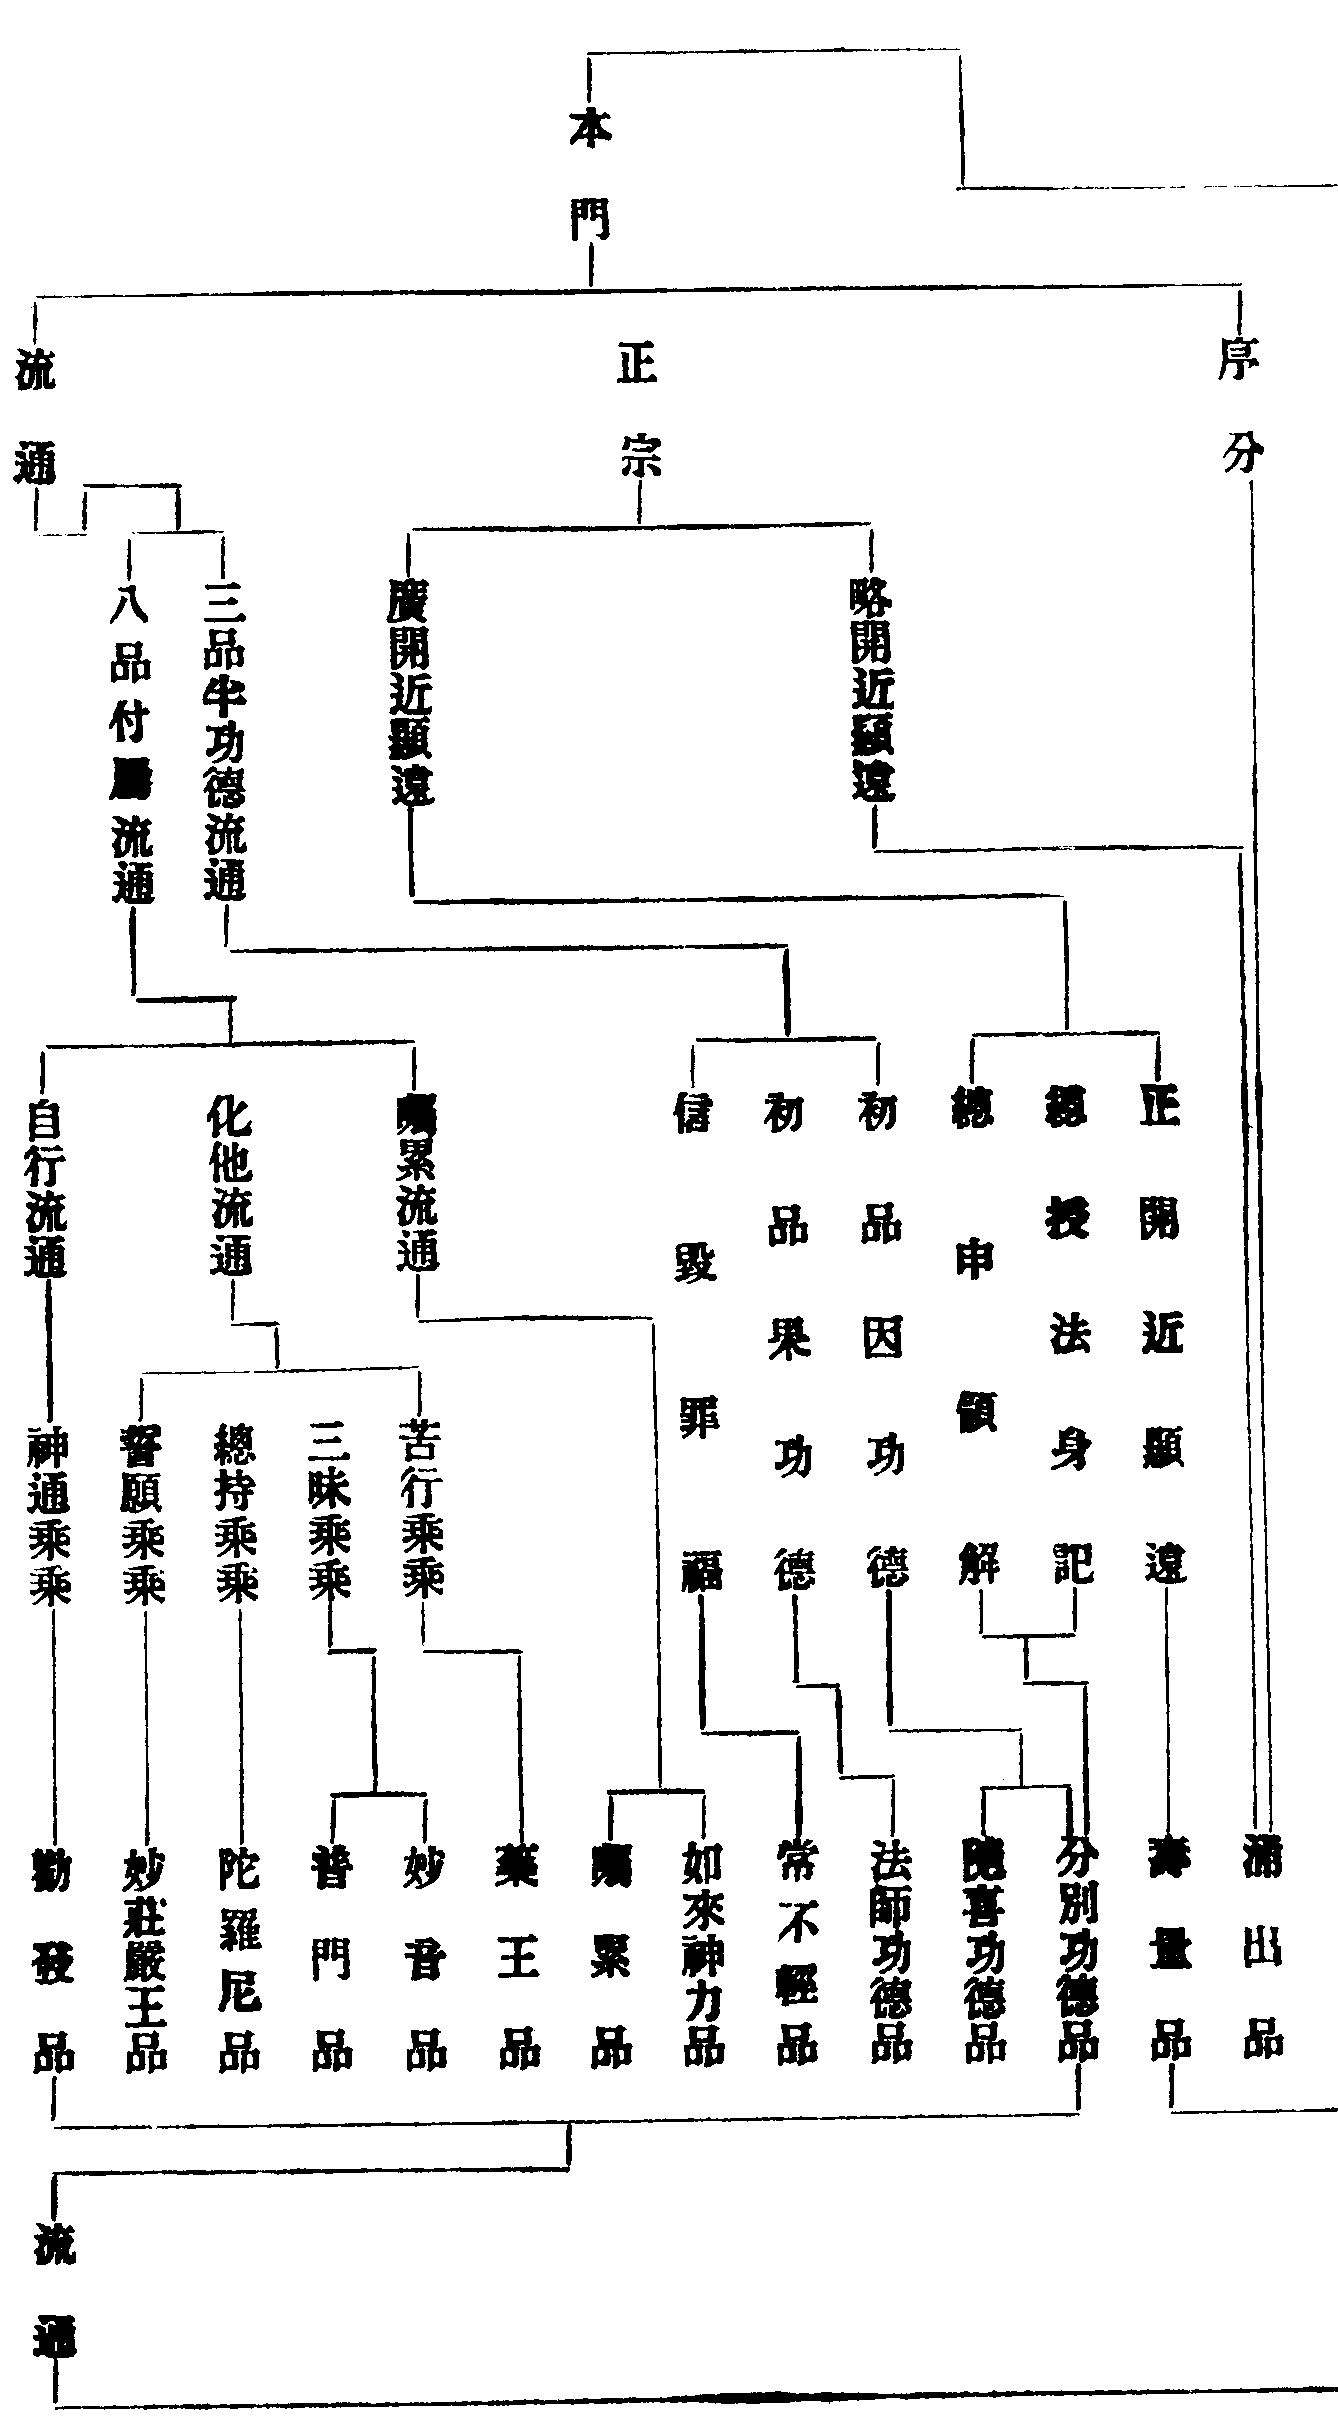 本門
序分
正宗
流通
略開近顯遠
廣開近顯遠
三品半功德流通
八品付屬流通
正開近顯遠
總授法身記
總申領解
初品因功德
初品果功德
信毀罪福
囑累流通
化他流通
自行流通
苦行乘乘
三昧乘乘
總持乘乘
誓願乘乘
神通乘乘
涌出品
壽量品
分別功德品
隨喜功德品
法師功德品
常不輕品
如來神力品
囑累品
藥王品
妙音品
普門品
陀羅尼品
妙莊嚴王品
勸發品
流通